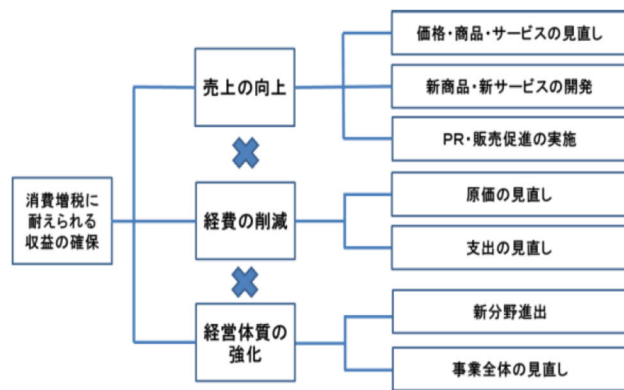 消費増税に
耐えられる
収益の確保
売上の向上
価格・商品・サービスの見直し
新商品・新サービスの開発
PR・販売促進の実施
経費の削減
原価の見直し
支出の見直し
経営体質の
強化
新分野進出
事業全体の見直し